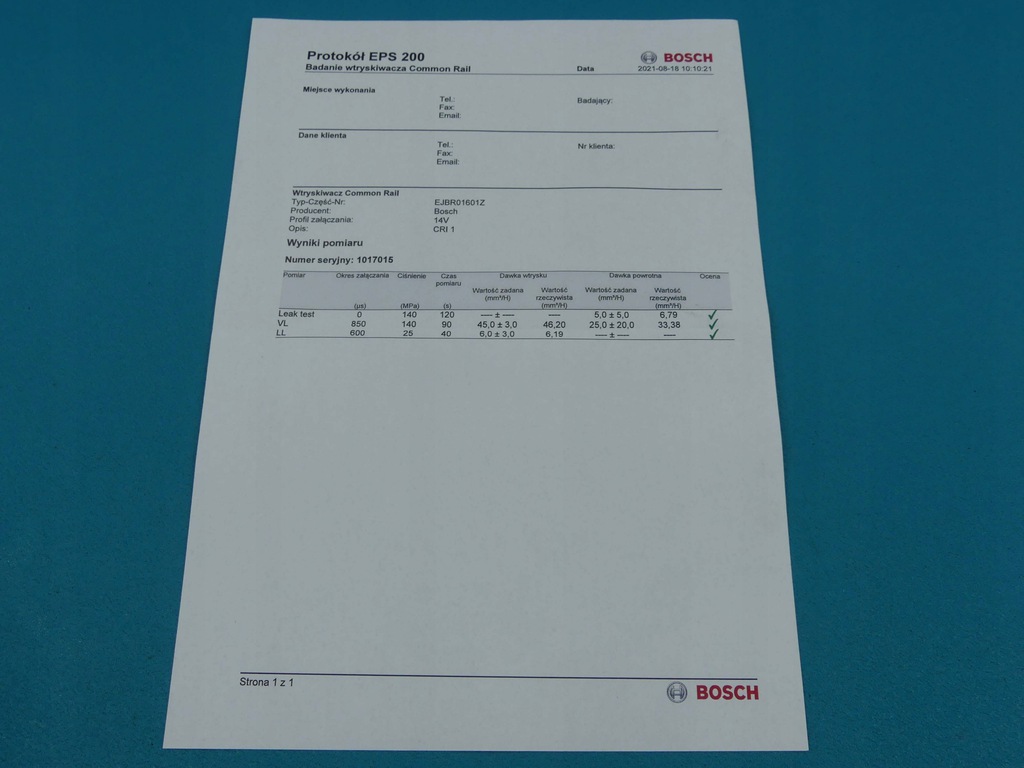 Protokół EPS 200 BOSCH
Badanie wtryskiwacza Common Rail Data 2021-08-18 10:10:21
Miejsce wykonania
Tel.: Badający:
Fax:
Email:
Dane klienta
Tel.: Nr klienta:
Fax:
Email:
Wtryskiwacz Common Rail
Typ-Część-Nr: EJBR01601Z
Producent: Bosch
Profil załączania: 14V
Opis: CRI 1
Wyniki pomiaru
Numer seryjny: 1017015
Pomiar Okres załączania Ciśnienie Czas pomiaru Dawka wtrysku Dawka powrotna Ocena
Wartość zadana Wartość rzeczywista Wartość zadana Wartość rzeczywista
(µs) (MPa) (s) (mm³/H) (mm³/H) (mm³/H) (mm³/H)
Leak test 0 140 120 ---- ± ---- ---- 5,0 ± 5,0 6,79 ✓
VL 850 140 90 45,0 ± 3,0 46,20 25,0 ± 20,0 33,38 ✓
LL 600 25 40 6,0 ± 3,0 6,19 ---- ± ---- ---- ✓
Strona 1 z 1
BOSCH